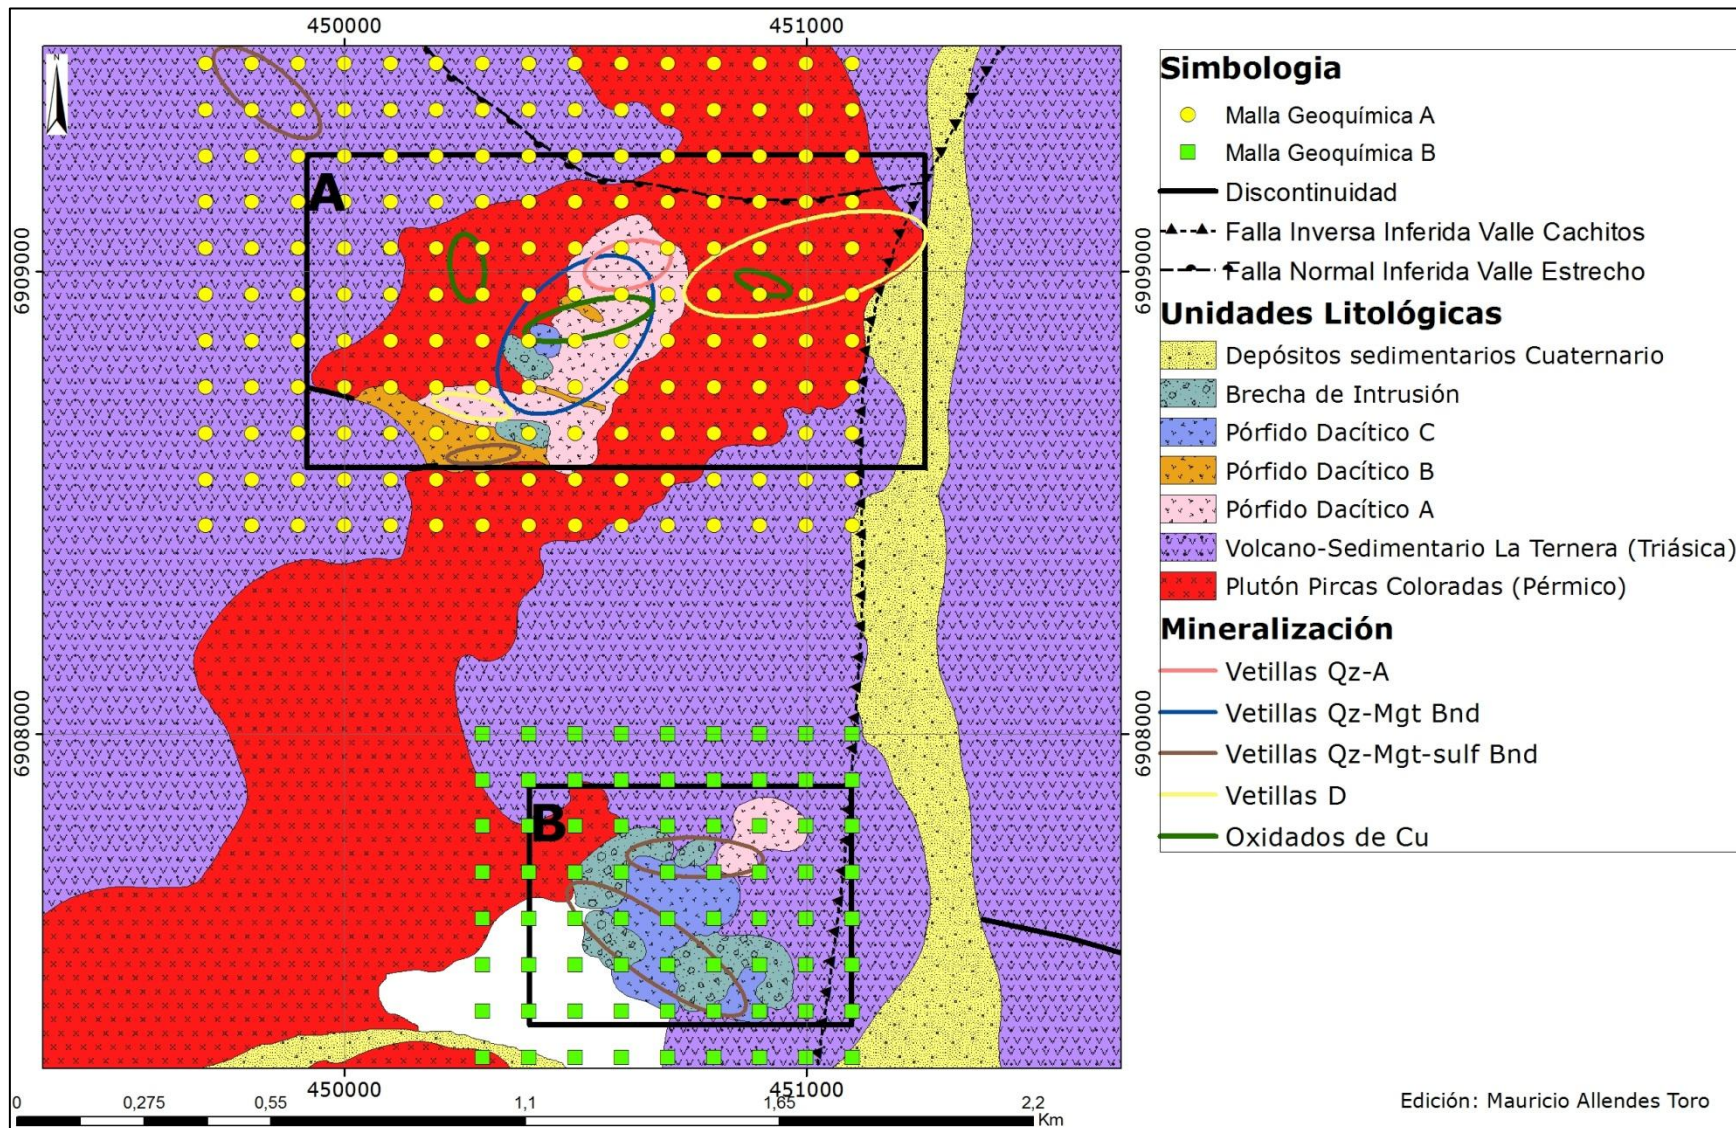 450000
451000
N
A
6909000
6909000
6908000
6908000
B
450000
451000
0
0,275
0,55
1,1
1,65
2,2
Km
Simbologia
Malla Geoquímica A
Malla Geoquímica B
Discontinuidad
Falla Inversa Inferida Valle Cachitos
Falla Normal Inferida Valle Estrecho
Unidades Litológicas
Depósitos sedimentarios Cuaternario
Brecha de Intrusión
Pórfido Dacítico C
Pórfido Dacítico B
Pórfido Dacítico A
Volcano-Sedimentario La Ternera (Triásica)
Plutón Pircas Coloradas (Pérmico)
Mineralización
Vetillas Qz-A
Vetillas Qz-Mgt Bnd
Vetillas Qz-Mgt-sulf Bnd
Vetillas D
Oxidados de Cu
Edición: Mauricio Allendes Toro